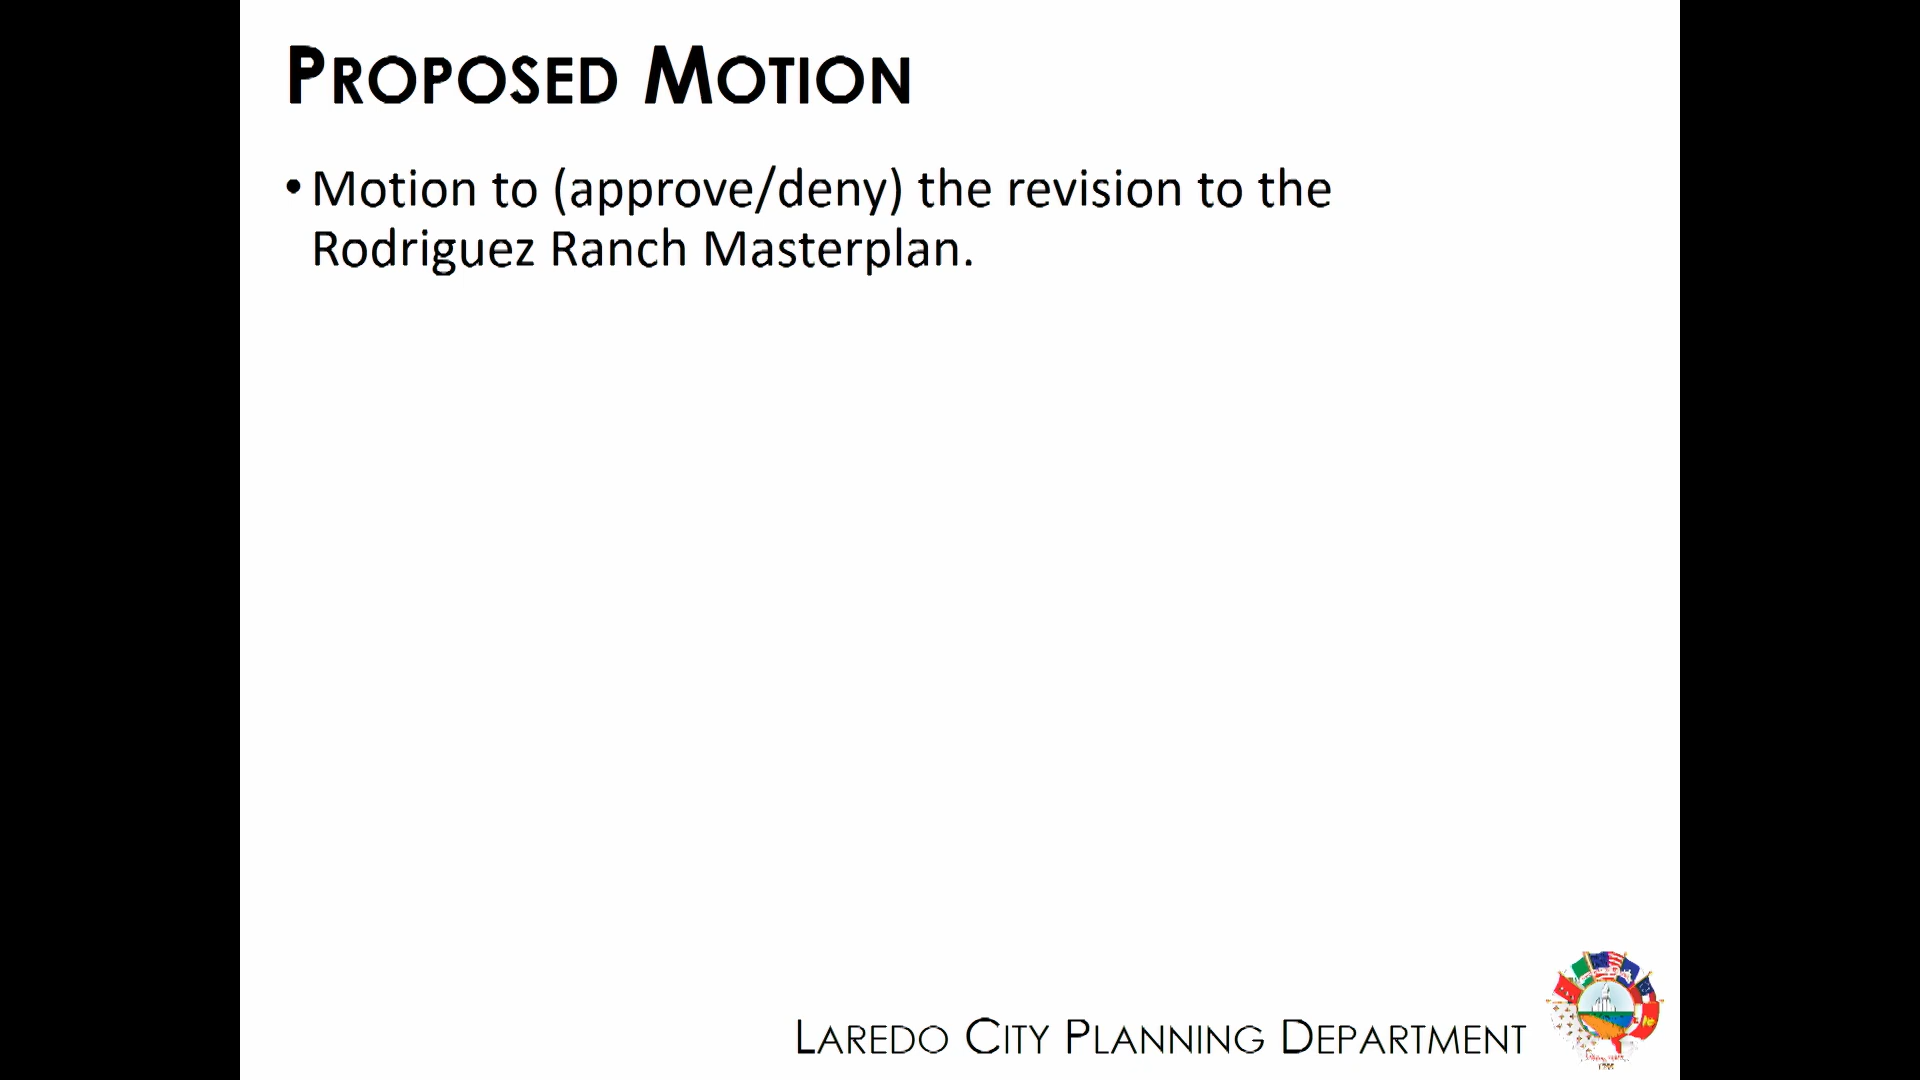 PROPOSED MOTION
• Motion to (approve/deny) the revision to the
Rodriguez Ranch Masterplan.
LAREDO CITY PLANNING DEPARTMENT